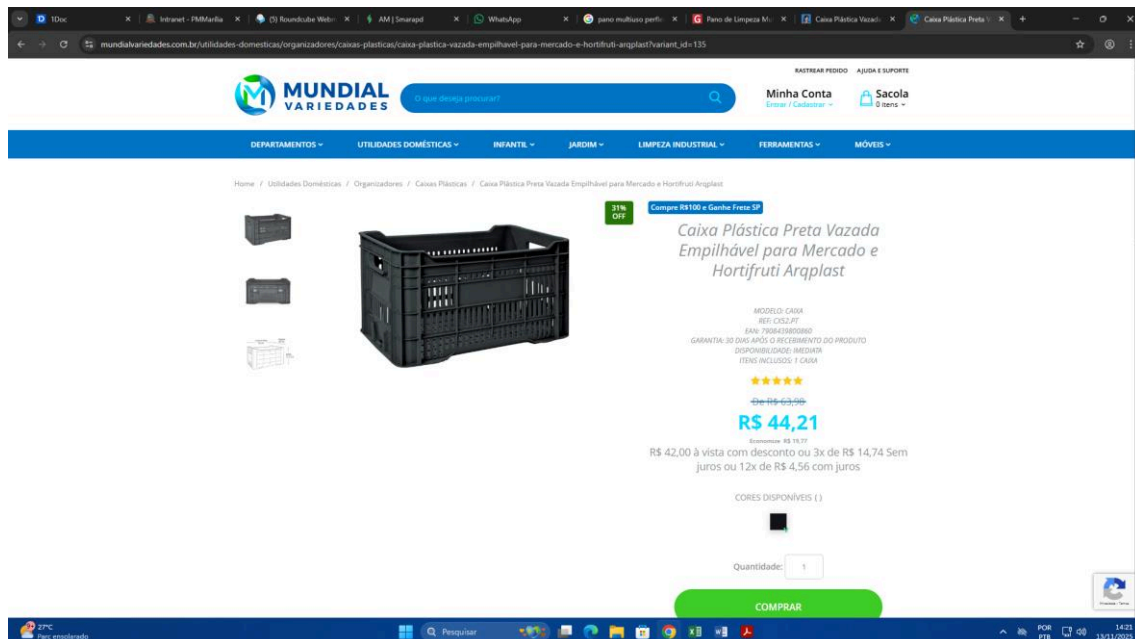 1Doc
Intranet - PMMarília
(5) Roundcube Webm
AM | Smarapd
WhatsApp
pano multiuso perfle
Pano de Limpeza Mu
Caixa Plástica Vazada
Caixa Plástica Preta V
mundialvariedades.com.br/utilidades-domesticas/organizadores/caixas-plasticas/caixa-plastica-vazada-empilhavel-para-mercado-e-hortifruti-arqplast?variant_id=135
RASTREAR PEDIDO AJUDA E SUPORTE
MUNDIAL
VARIEDADES
O que deseja procurar?
Minha Conta
Entrar / Cadastrar
Sacola
0 itens
DEPARTAMENTOS UTILIDADES DOMÉSTICAS INFANTIL JARDIM LIMPEZA INDUSTRIAL FERRAMENTAS MÓVEIS
Home / Utilidades Domésticas / Organizadores / Caixas Plásticas / Caixa Plástica Preta Vazada Empilhável para Mercado e Hortifruti Arqplast
31%
OFF
Compre R$100 e Ganhe Frete SP
Caixa Plástica Preta Vazada
Empilhável para Mercado e
Hortifruti Arqplast
MODELO: CAIXA
REF: CX52.PT
EAN: 7908439800860
GARANTIA: 30 DIAS APÓS O RECEBIMENTO DO PRODUTO
DISPONIBILIDADE: IMEDIATA
ITENS INCLUSOS: 1 CAIXA
De R$ 63,98
R$ 44,21
Economize R$ 19,77
R$ 42,00 à vista com desconto ou 3x de R$ 14,74 Sem
juros ou 12x de R$ 4,56 com juros
CORES DISPONÍVEIS ( )
Quantidade: 1
COMPRAR
27°C
Parc ensolarado
Pesquisar
POR
PTB
14:21